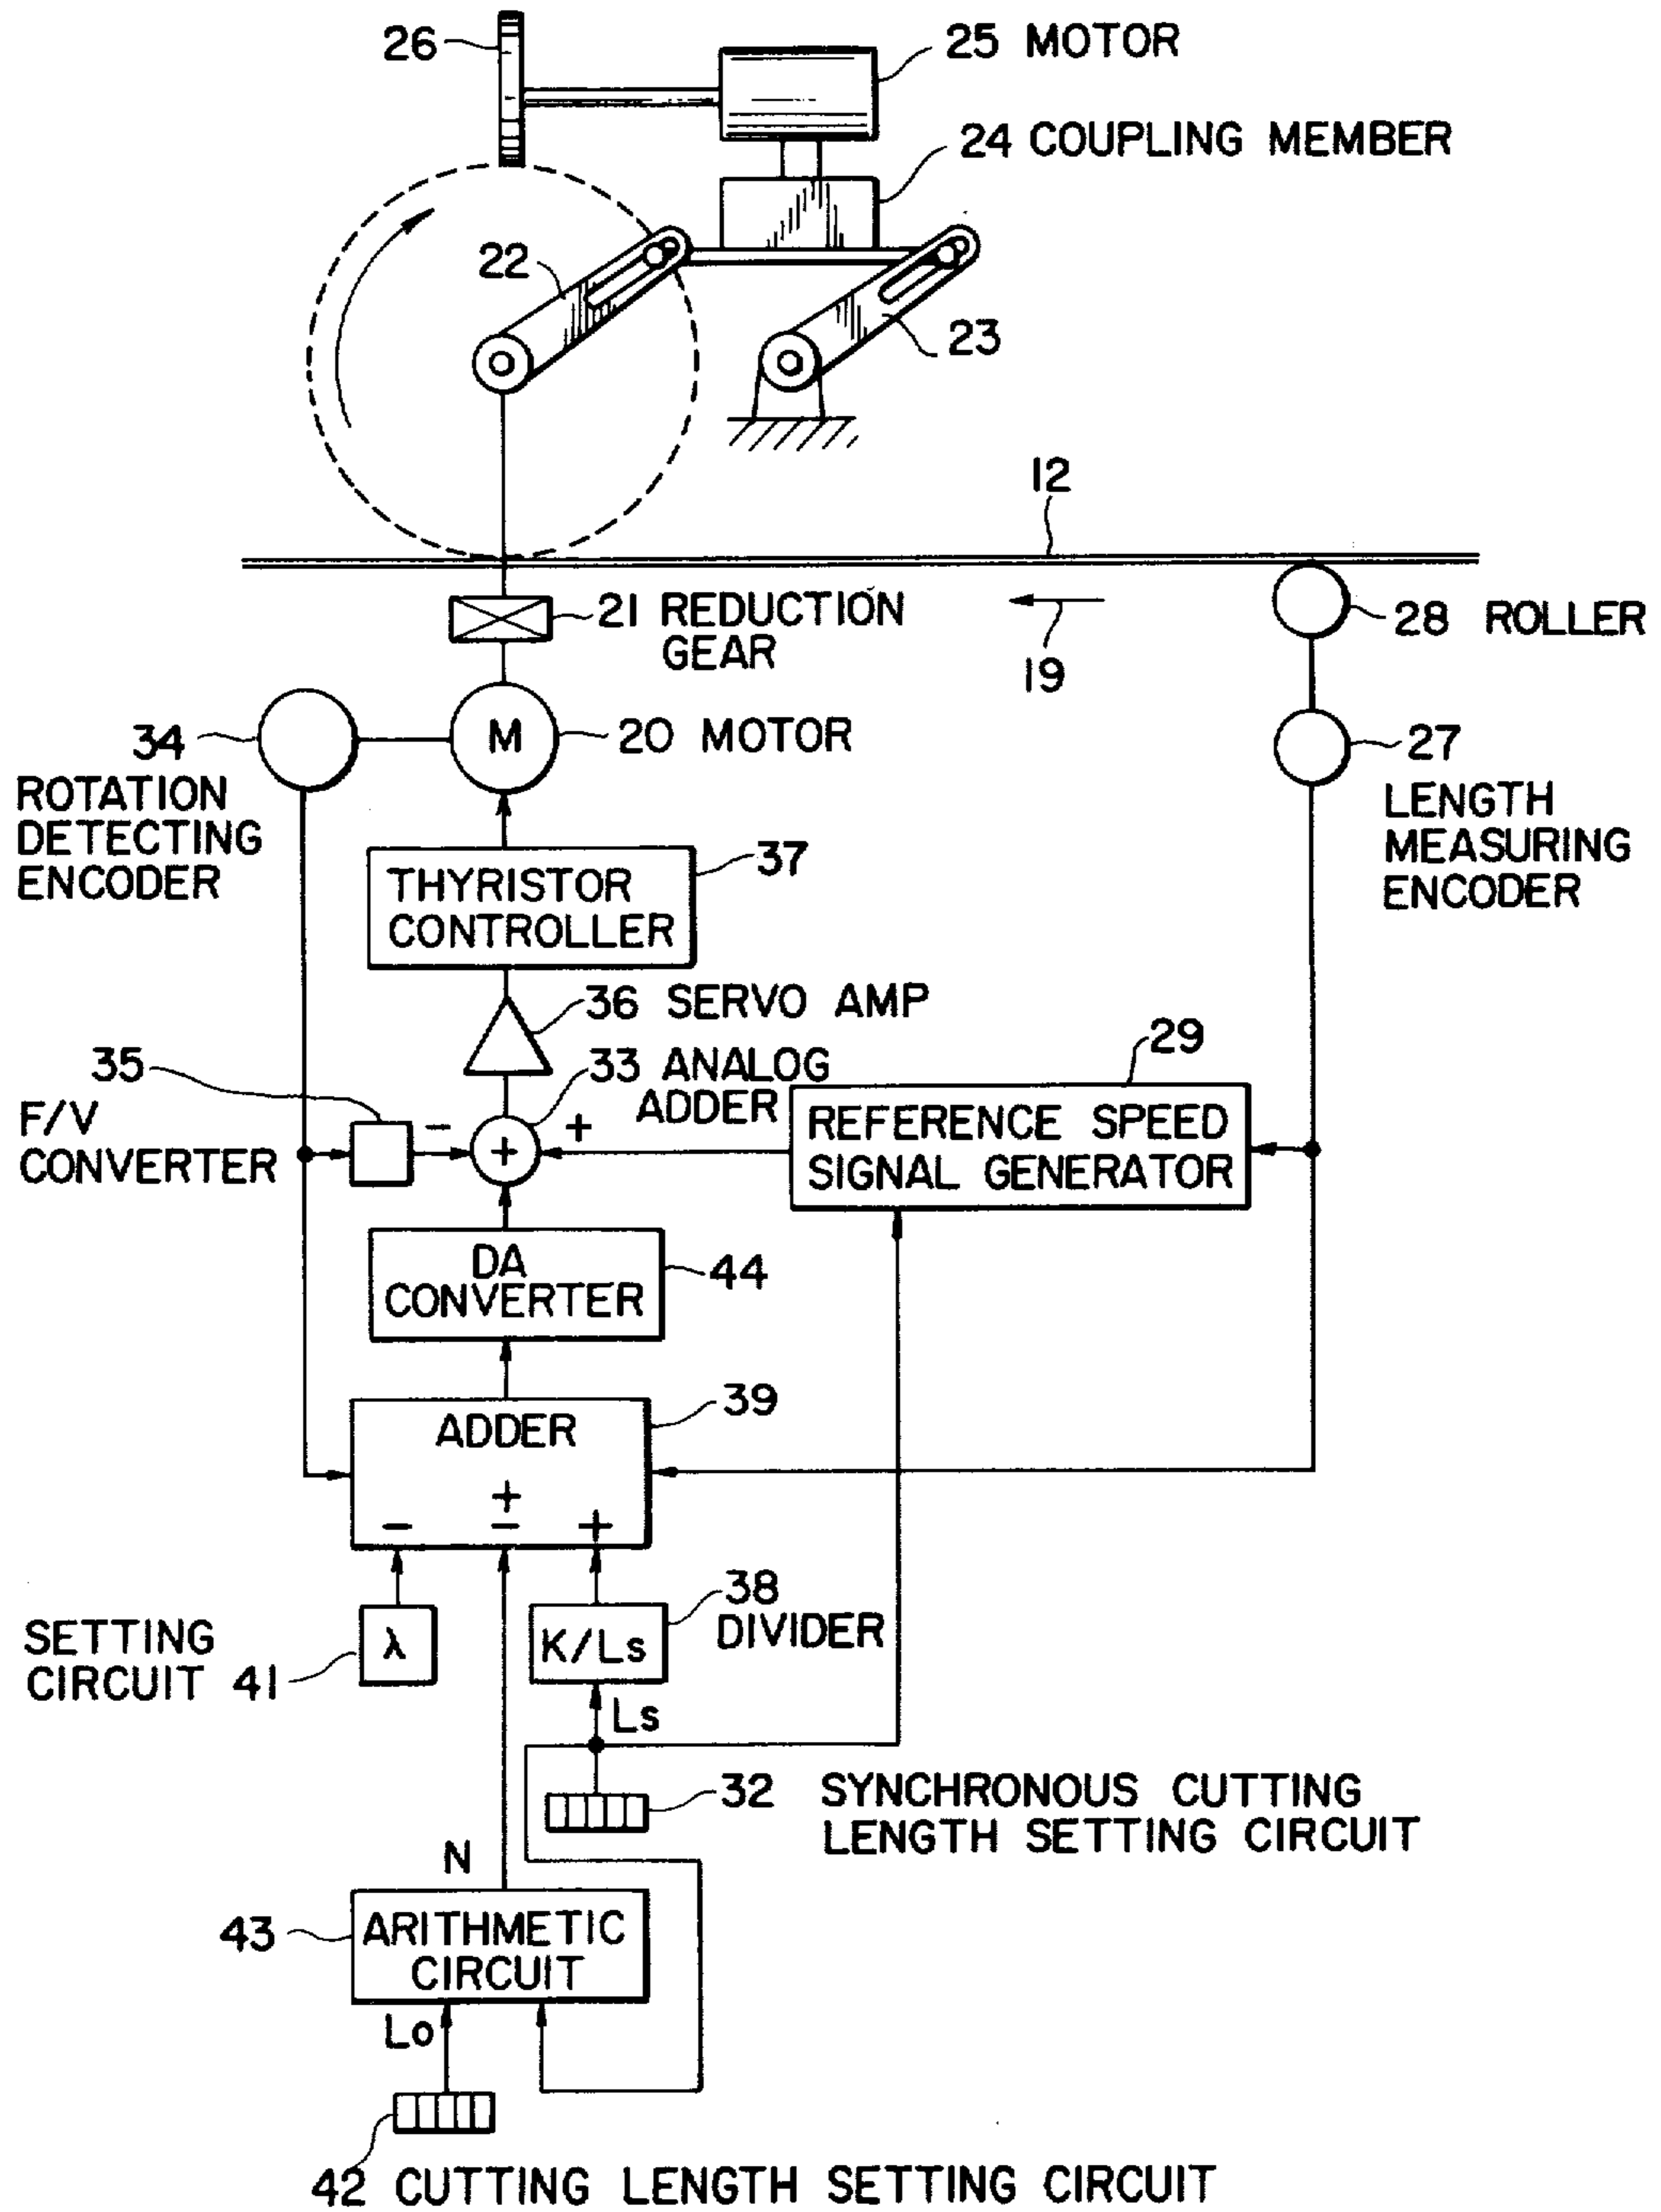 26
25 MOTOR
24 COUPLING MEMBER
22
23
12
21 REDUCTION
GEAR
19
28 ROLLER
34
ROTATION
DETECTING
ENCODER
M
20 MOTOR
27
LENGTH
MEASURING
ENCODER
37
THYRISTOR
CONTROLLER
36 SERVO AMP
35
F/V
CONVERTER
33 ANALOG
ADDER
29
REFERENCE SPEED
SIGNAL GENERATOR
−
+
+
DA
CONVERTER
44
39
ADDER
− + − +
SETTING
CIRCUIT 41
λ
K/Ls
38
DIVIDER
Ls
32 SYNCHRONOUS CUTTING
LENGTH SETTING CIRCUIT
N
43
ARITHMETIC
CIRCUIT
Lo
42 CUTTING LENGTH SETTING CIRCUIT